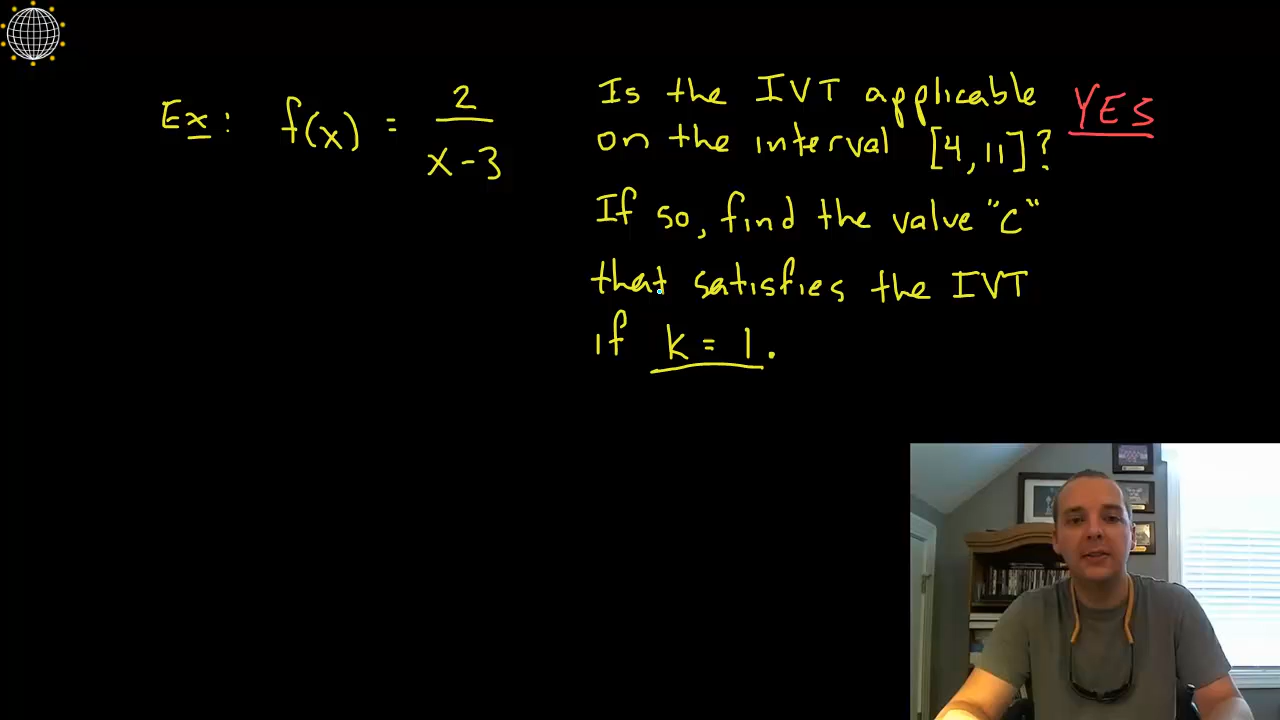 Ex: f(x) = 2 / x-3
Is the IVT applicable
on the interval [4, 11]? YES
If so, find the value "c"
that satisfies the IVT
if k = 1.